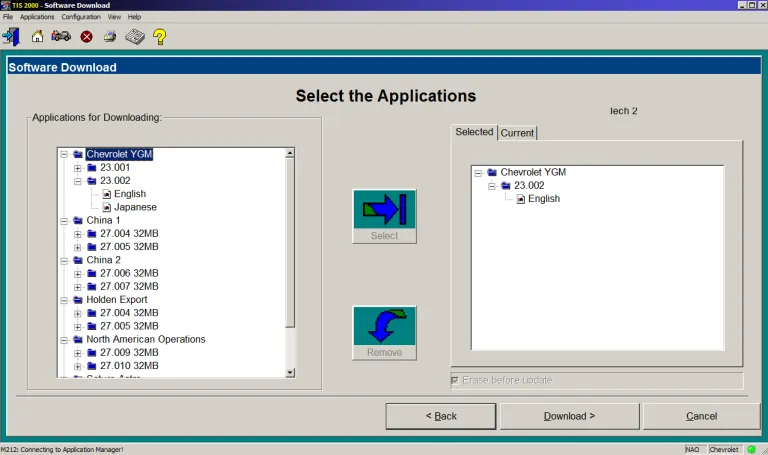 TIS 2000 - Software Download
File Applications Configuration View Help
Software Download
Select the Applications
Tech 2
Applications for Downloading:
Chevrolet YGM
23.001
23.002
English
Japanese
China 1
27.004 32MB
27.005 32MB
China 2
27.006 32MB
27.007 32MB
Holden Export
27.004 32MB
27.005 32MB
North American Operations
27.009 32MB
27.010 32MB
Select
Remove
Selected Current
Chevrolet YGM
23.002
English
Erase before update
< Back Download > Cancel
M212: Connecting to Application Manager! NAO Chevrolet